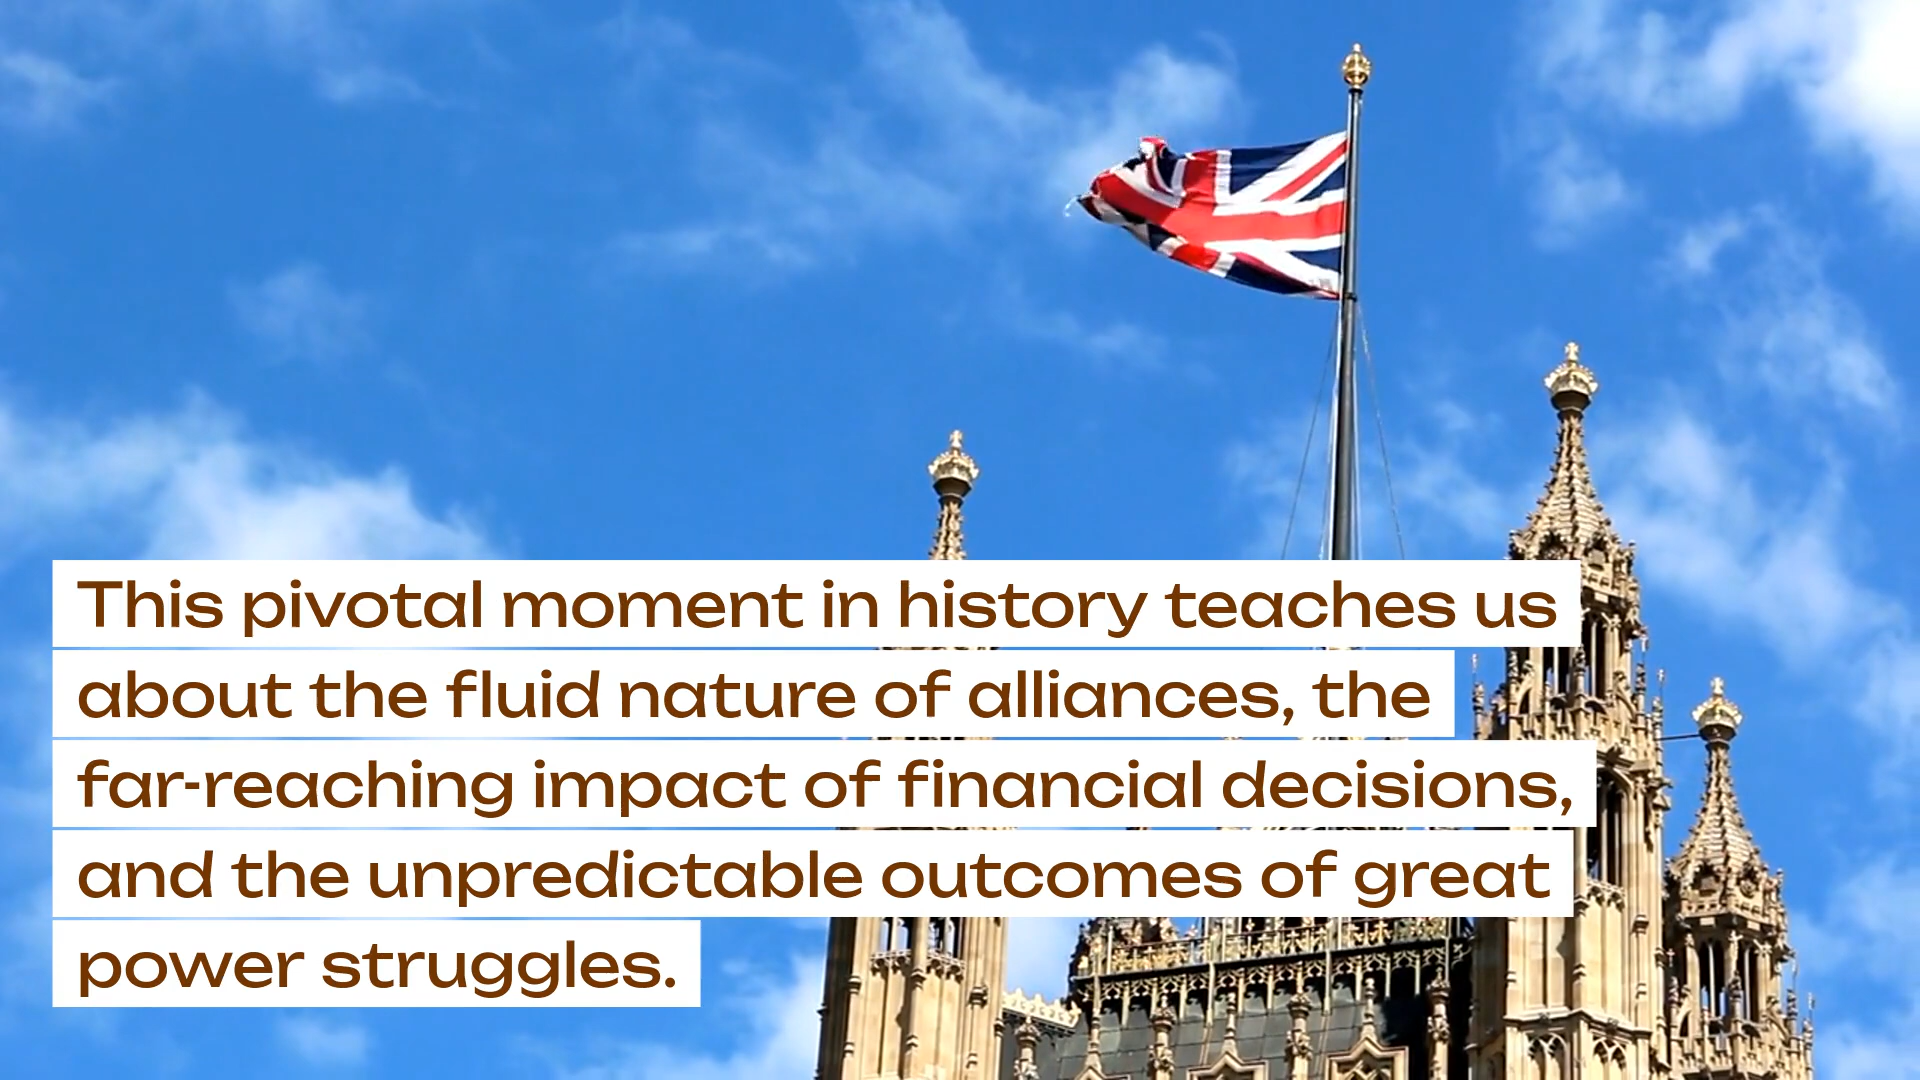 This pivotal moment in history teaches us
about the fluid nature of alliances, the
far-reaching impact of financial decisions,
and the unpredictable outcomes of great
power struggles.